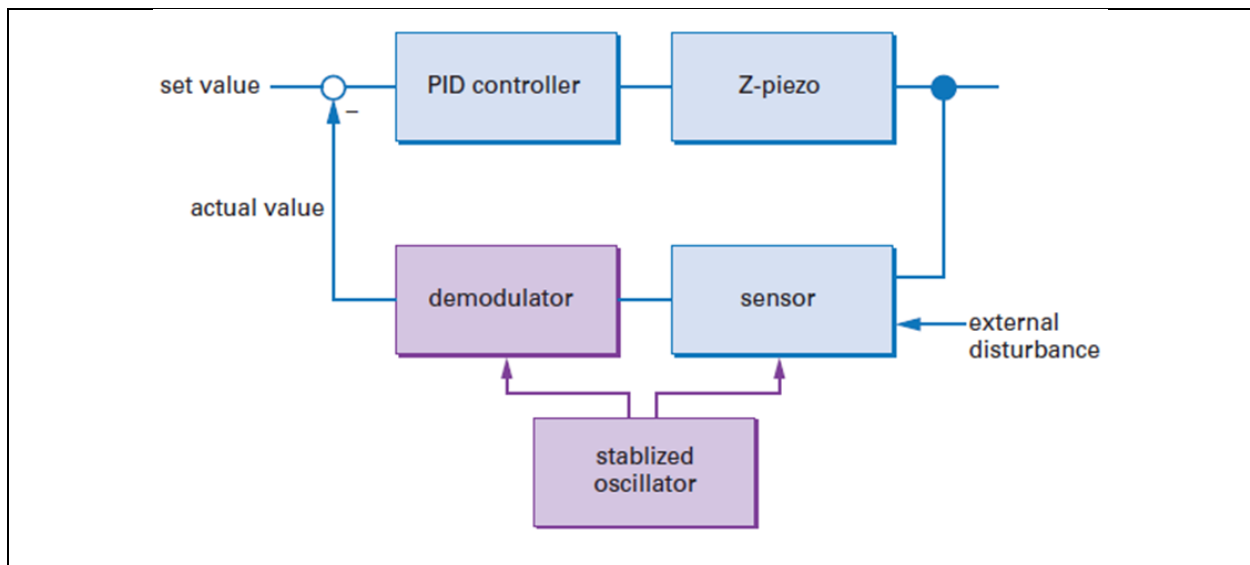 set value
PID controller
Z-piezo
–
actual value
demodulator
sensor
external
disturbance
stablized
oscillator